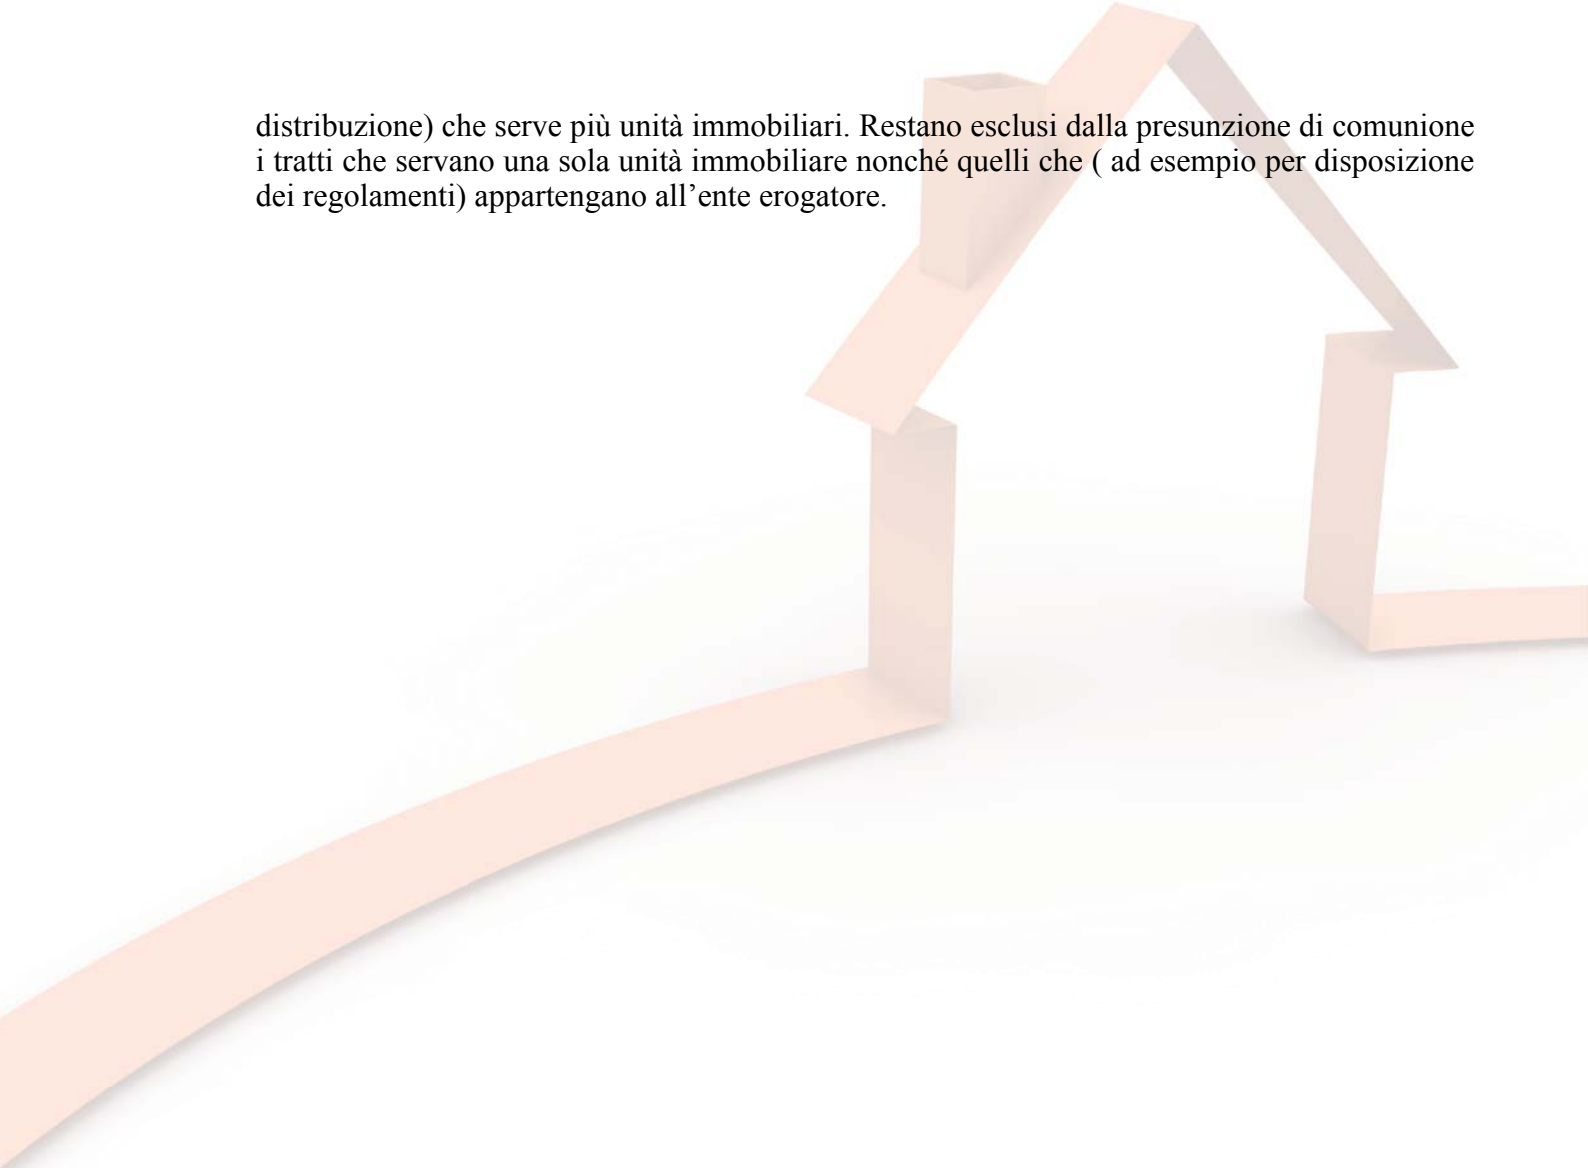 distribuzione) che serve più unità immobiliari. Restano esclusi dalla presunzione di comunione
i tratti che servano una sola unità immobiliare nonché quelli che ( ad esempio per disposizione
dei regolamenti) appartengano all’ente erogatore.